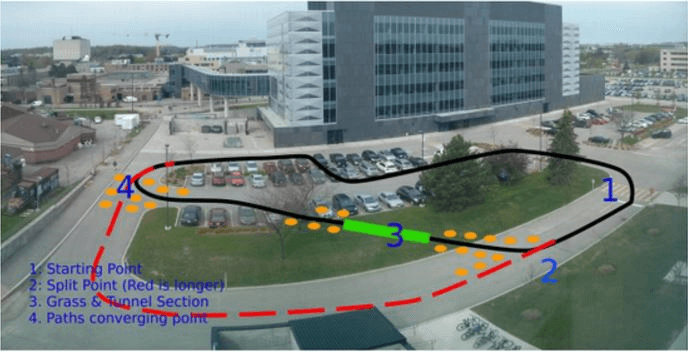 1
4
3
2
1. Starting Point
2: Split Point (Red is longer)
3. Grass & Tunnel Section
4. Paths converging point